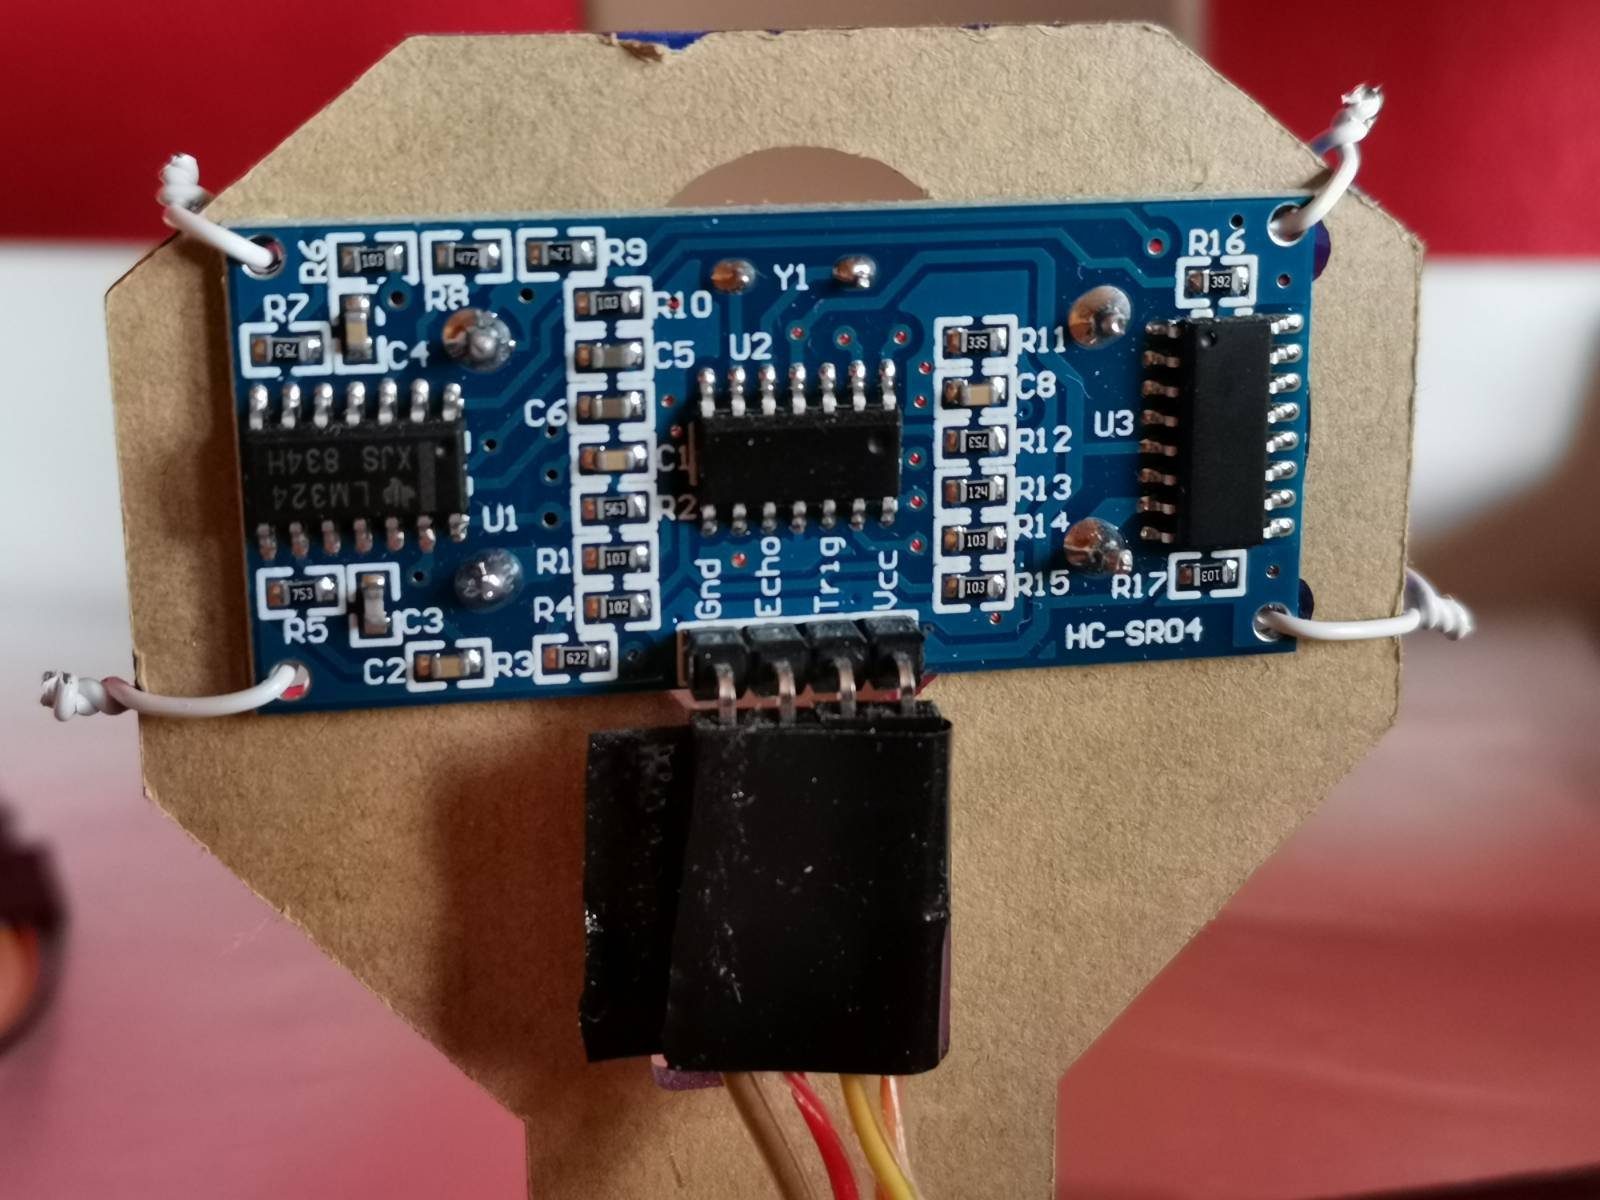 R6
103
472
124
R9
R8
R7
753
C4
103
R10
Y1
R16
392
C5
U2
335
R11
C6
C8
U3
C1
753
R12
LM324
XJS 834H
U1
563
R2
124
R13
R14
R1
103
103
R4
102
103
R15
R17
103
753
R5
C3
Gnd
Echo
Trig
Vcc
HC-SR04
C2
R3
622